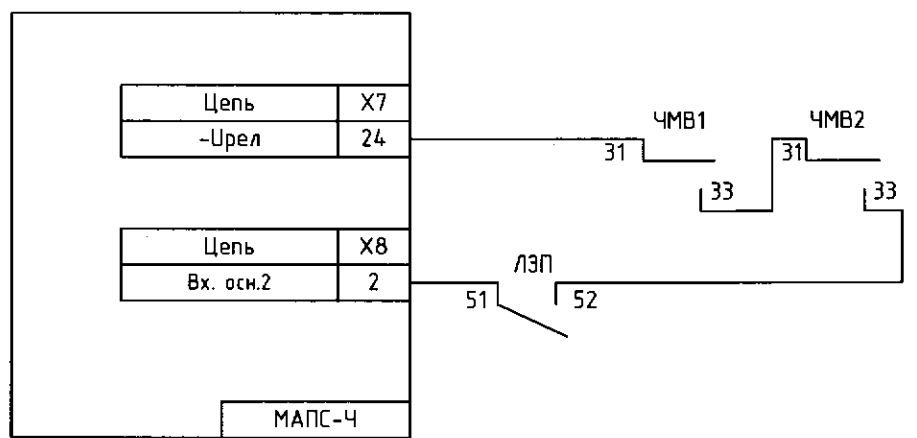 Цепь X7
-Uрел 24
ЧМВ1
ЧМВ2
31
33
31
33
Цепь X8
Вх. осн.2 2
ЛЭП
51
52
МАПС-Ч